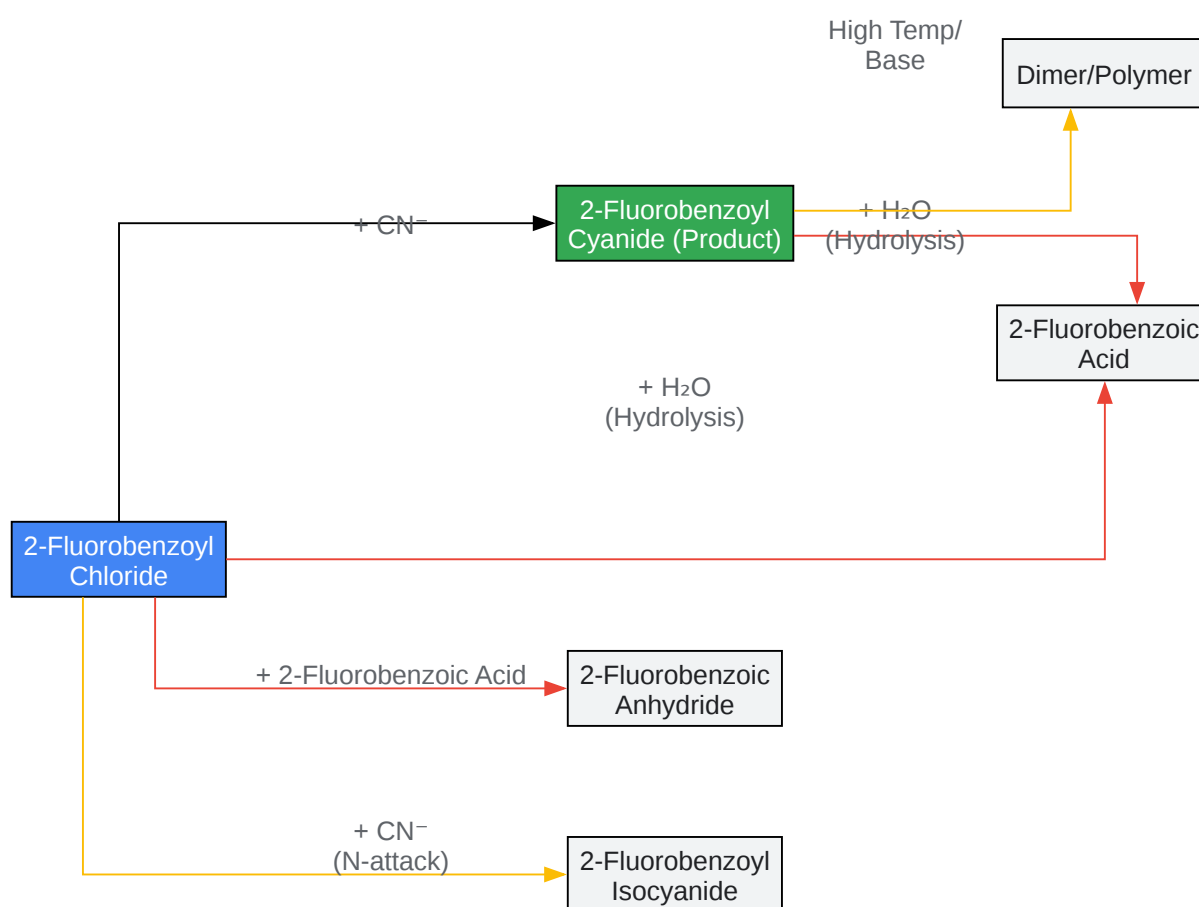 High Temp/
Base
Dimer/Polymer
+ CN⁻
2-Fluorobenzoyl
Cyanide (Product)
+ H₂O
(Hydrolysis)
2-Fluorobenzoic
Acid
+ H₂O
(Hydrolysis)
2-Fluorobenzoyl
Chloride
+ 2-Fluorobenzoic Acid
2-Fluorobenzoic
Anhydride
+ CN⁻
(N-attack)
2-Fluorobenzoyl
Isocyanide